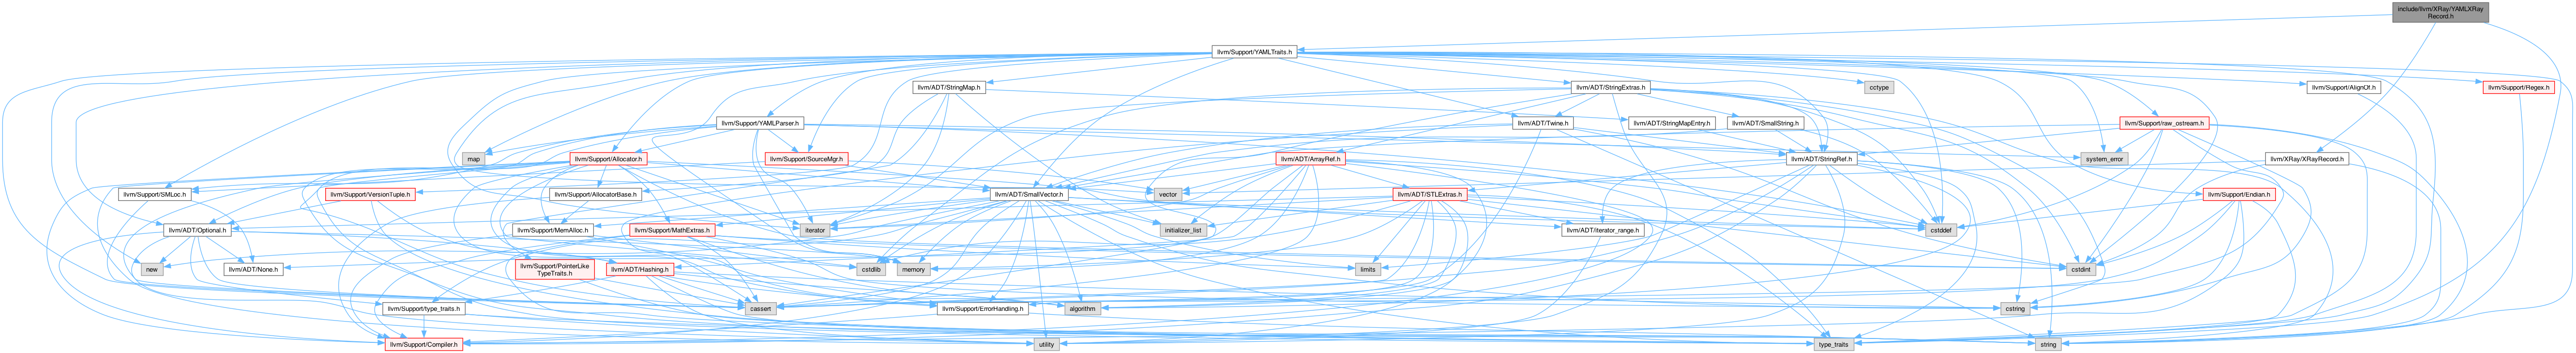 include/llvm/XRay/YAMLXRay
Record.h
llvm/Support/YAMLTraits.h
llvm/ADT/StringMap.h
llvm/ADT/StringExtras.h
cctype
llvm/Support/AlignOf.h
llvm/Support/Regex.h
llvm/Support/YAMLParser.h
llvm/ADT/Twine.h
llvm/ADT/StringMapEntry.h
llvm/ADT/SmallString.h
llvm/Support/raw_ostream.h
map
llvm/Support/Allocator.h
llvm/Support/SourceMgr.h
llvm/ADT/ArrayRef.h
llvm/ADT/StringRef.h
system_error
llvm/XRay/XRayRecord.h
llvm/Support/SMLoc.h
llvm/Support/VersionTuple.h
llvm/Support/AllocatorBase.h
llvm/ADT/SmallVector.h
vector
llvm/ADT/STLExtras.h
llvm/Support/Endian.h
llvm/ADT/Optional.h
llvm/Support/MemAlloc.h
llvm/Support/MathExtras.h
iterator
initializer_list
llvm/ADT/iterator_range.h
cstddef
new
llvm/ADT/None.h
llvm/Support/PointerLike
TypeTraits.h
llvm/ADT/Hashing.h
cstdlib
memory
limits
cstdint
llvm/Support/type_traits.h
cassert
llvm/Support/ErrorHandling.h
algorithm
cstring
llvm/Support/Compiler.h
utility
type_traits
string